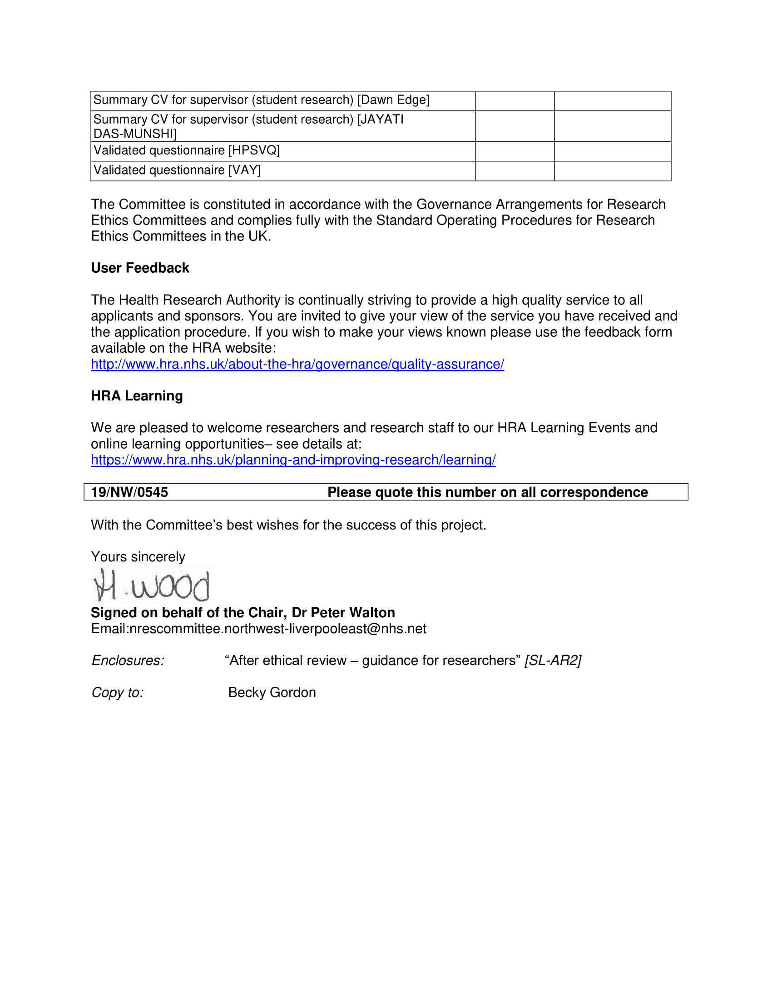 Summary CV for supervisor (student research) [Dawn Edge]
Summary CV for supervisor (student research) [JAYATI
DAS-MUNSHI]
Validated questionnaire [HPSVQ]
Validated questionnaire [VAY]
The Committee is constituted in accordance with the Governance Arrangements for Research
Ethics Committees and complies fully with the Standard Operating Procedures for Research
Ethics Committees in the UK.
User Feedback
The Health Research Authority is continually striving to provide a high quality service to all
applicants and sponsors. You are invited to give your view of the service you have received and
the application procedure. If you wish to make your views known please use the feedback form
available on the HRA website:
http://www.hra.nhs.uk/about-the-hra/governance/quality-assurance/
HRA Learning
We are pleased to welcome researchers and research staff to our HRA Learning Events and
online learning opportunities– see details at:
https://www.hra.nhs.uk/planning-and-improving-research/learning/
19/NW/0545 Please quote this number on all correspondence
With the Committee’s best wishes for the success of this project.
Yours sincerely
H. Wood
Signed on behalf of the Chair, Dr Peter Walton
Email:nrescommittee.northwest-liverpooleast@nhs.net
Enclosures: “After ethical review – guidance for researchers” [SL-AR2]
Copy to: Becky Gordon